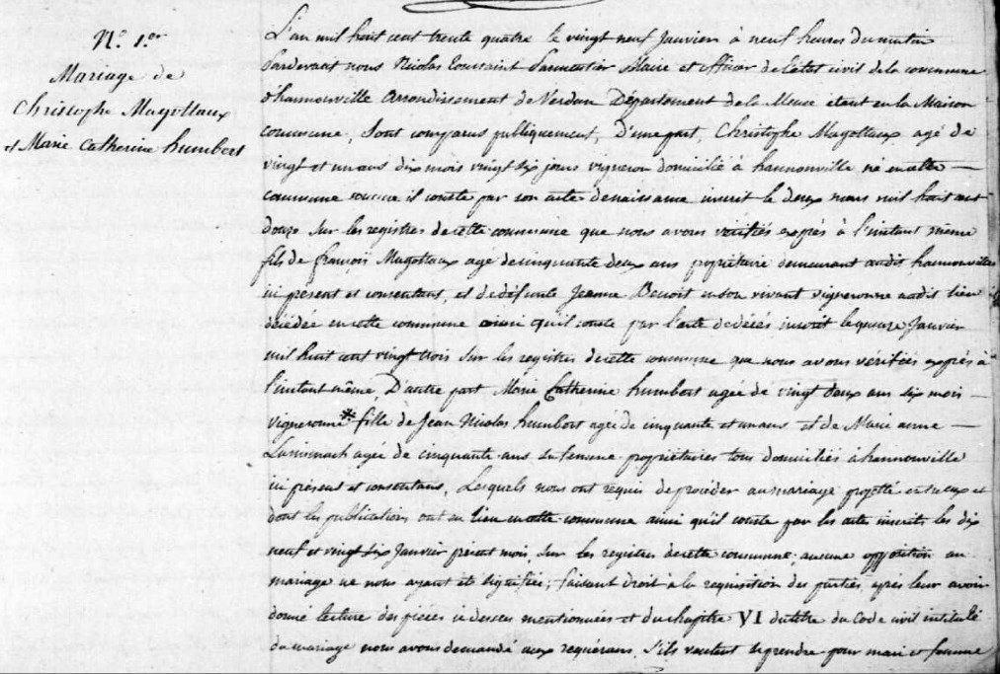 N.o 1.er
Mariage de
Christophe Magottaux
et Marie Catherine humbert
L'an mil huit cent trente quatre le vingt neuf Janvier à neuf heures du matin
Pardevant nous Nicolas Toussaint Parmentier Maire et officier de l'état civil de la commune
d'hannonville arrondissement de Verdun Département de la Meuse étant en la Maison
commune, Sont comparus publiquement, D'une part, Christophe Magottaux agé de
vingt et un ans dix mois vingt six jours vigneron domicilié à hannonville né en cette
commune comme il conste par son acte de naissance inscrit le deux mars mil huit cent
douze sur les registres de cette commune que nous avons vérifiés exprès à l'instant même
fils de francois Magottaux agé de cinquante deux ans propriétaire demeurant audit hannonville
ici présent et consentant, et de défunte Jeanne Benoit en son vivant vigneronne audit lieu
décédée en cette commune ainsi qu'il conste par l'acte de décès inscrit le quinze Janvier
mil huit cent vingt trois sur les registres de cette commune que nous avons vérifiés exprès à
l'instant même D'autre part Marie Catherine humbert agée de vingt deux ans six mois
vigneronne fille de Jean Nicolas humbert agé de cinquante et un ans et de Marie anne
agée de cinquante ans sa femme propriétaires tous domiciliés à hannonville
ici présent et consentans, Lesquels nous ont requis de procéder au mariage projetté entre eux et
dont les publications ont eu lieu en cette commune ainsi qu'il conste par les acte inscrits les dix
neuf et vingt six Janvier présent mois sur les registres de cette commune aucune opposition au
mariage ne nous ayant été signifiée; faisant droit à la requisition des parties, apres leur avoir
donné lecture des pièces ci dessus mentionnées et du chapitre VI du titre du Code civil intitulé
du mariage nous avons demandé aux requérans, s'ils veulent se prendre pour mari et femme